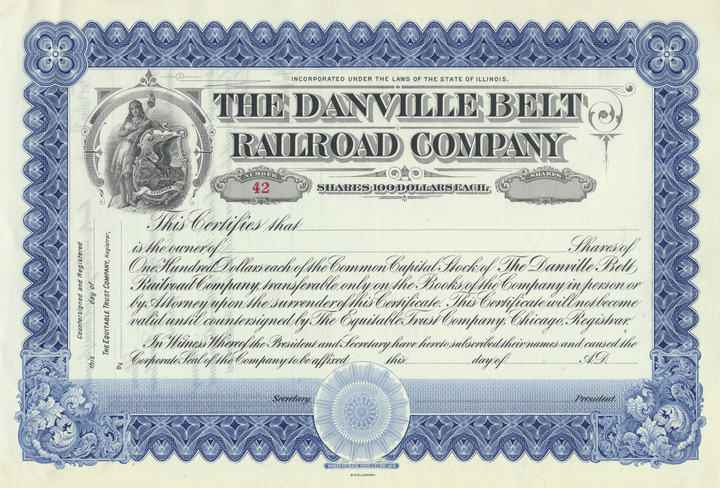 INCORPORATED UNDER THE LAWS OF THE STATE OF ILLINOIS.
THE DANVILLE BELT
RAILROAD COMPANY
NUMBER
42
SHARES 100 DOLLARS EACH.
SHARES
This Certifies that
is the owner of Shares of
One Hundred Dollars each of the Common Capital Stock of The Danville Belt
Railroad Company, transferable only on the Books of the Company in person or
by Attorney upon the surrender of this Certificate. This Certificate will not become
valid until countersigned by The Equitable Trust Company, Chicago, Registrar.
In Witness Whereof the President and Secretary have hereto subscribed their names and caused the
Corporate Seal of the Company to be affixed this day of A.D.
Secretary.
President.
Countersigned and Registered
this day of
THE EQUITABLE TRUST COMPANY, Registrar,
By